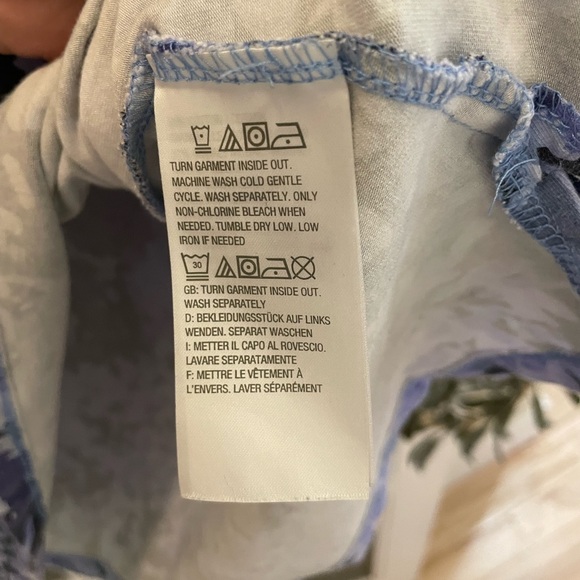 TURN GARMENT INSIDE OUT.
MACHINE WASH COLD GENTLE
CYCLE. WASH SEPARATELY. ONLY
NON-CHLORINE BLEACH WHEN
NEEDED. TUMBLE DRY LOW. LOW
IRON IF NEEDED
30
GB: TURN GARMENT INSIDE OUT.
WASH SEPARATELY
D: BEKLEIDUNGSSTÜCK AUF LINKS
WENDEN. SEPARAT WASCHEN
I: METTER IL CAPO AL ROVESCIO.
LAVARE SEPARATAMENTE
F: METTRE LE VÊTEMENT À
L'ENVERS. LAVER SÉPARÉMENT